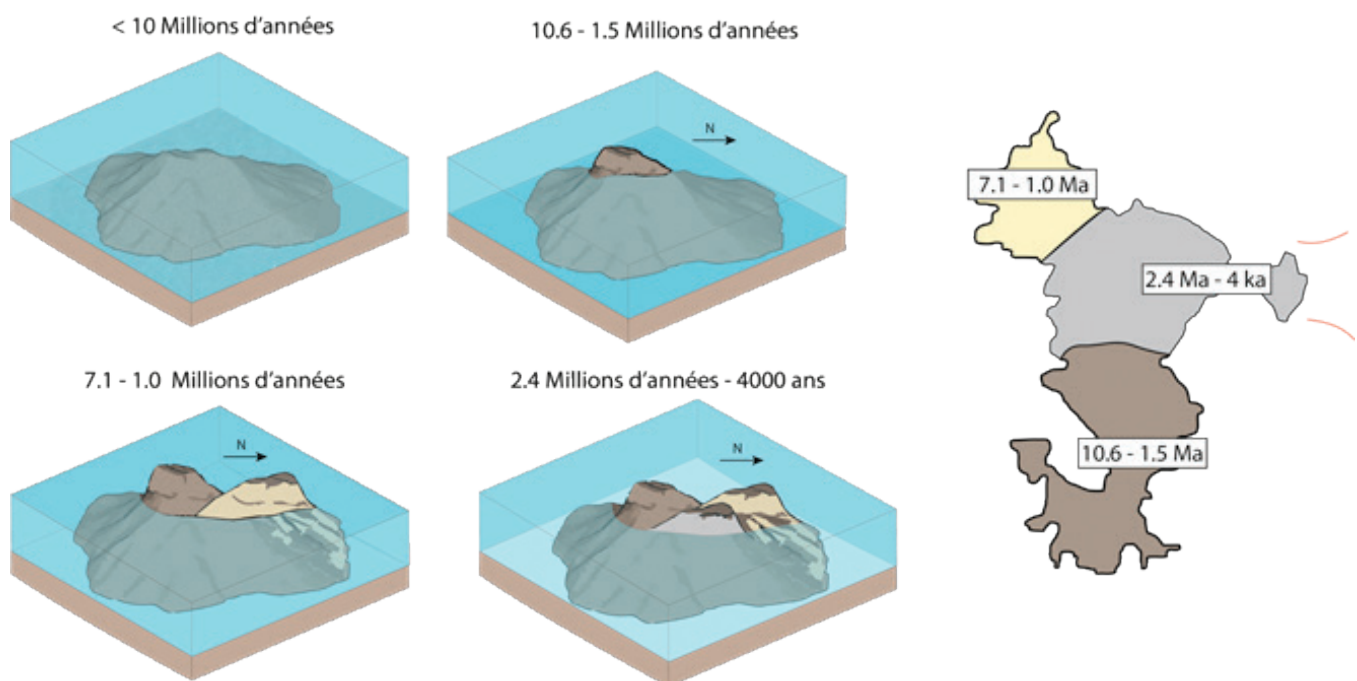 < 10 Millions d'années
10.6 - 1.5 Millions d'années
N
7.1 - 1.0 Millions d'années
N
2.4 Millions d'années - 4000 ans
N
7.1 - 1.0 Ma
2.4 Ma - 4 ka
10.6 - 1.5 Ma